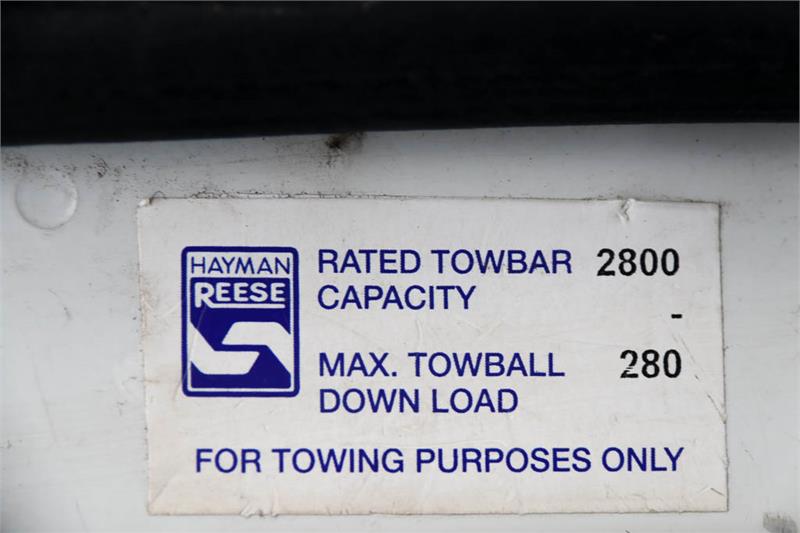 HAYMAN
REESE
RATED TOWBAR 2800
CAPACITY
-
MAX. TOWBALL 280
DOWN LOAD
FOR TOWING PURPOSES ONLY